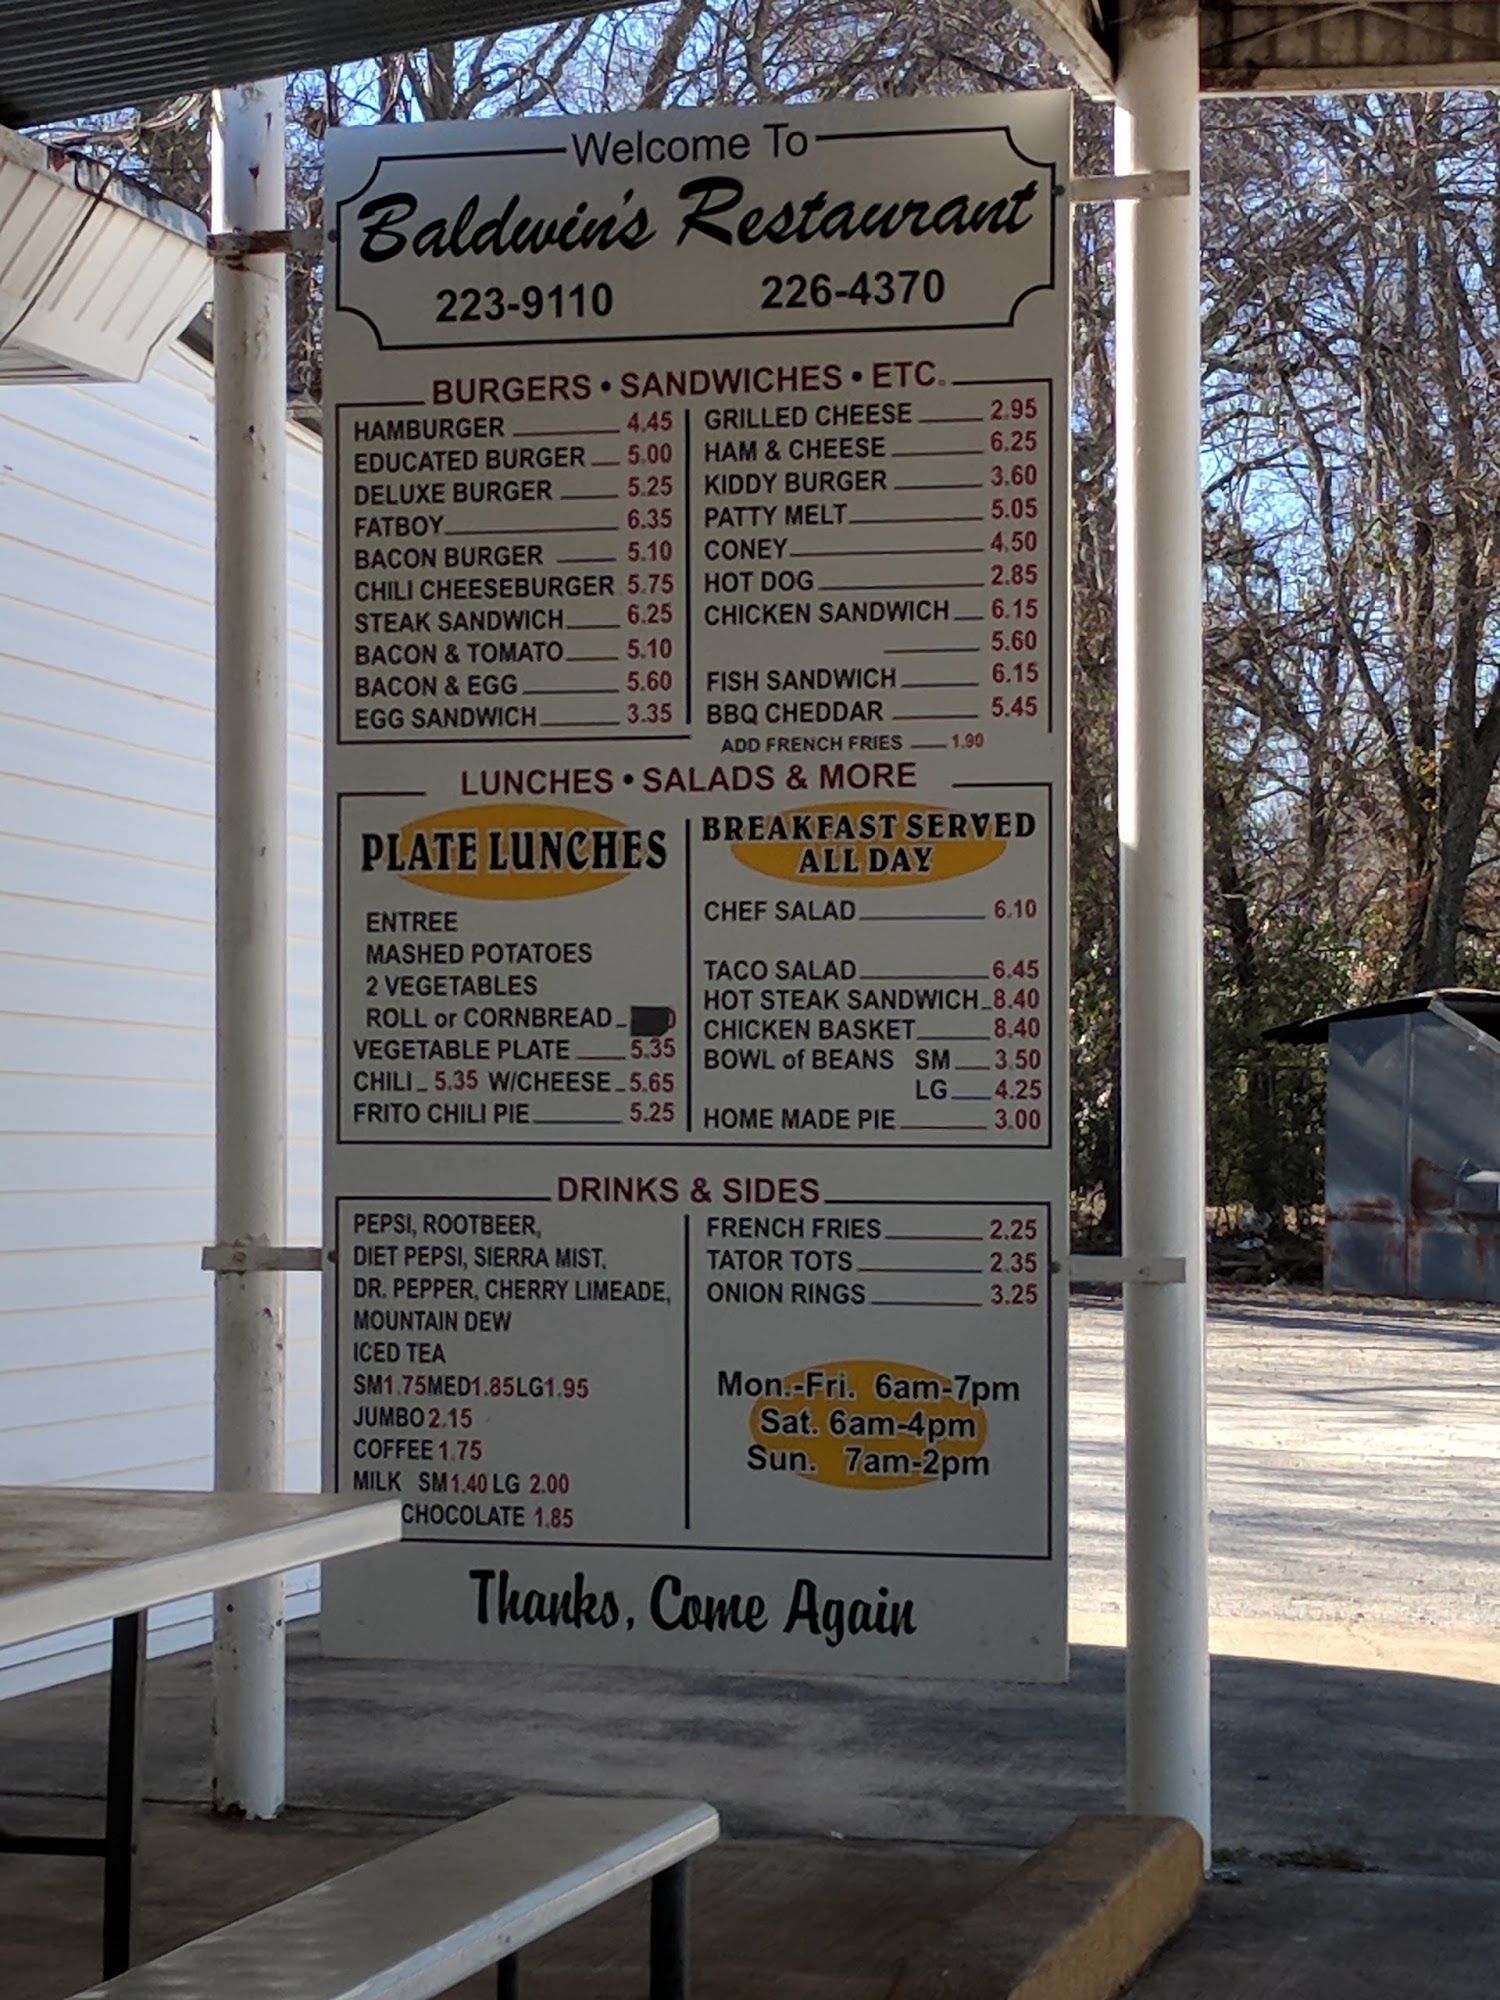 Welcome To
Baldwin's Restaurant
223-9110 226-4370
BURGERS • SANDWICHES • ETC.
HAMBURGER 4.45
EDUCATED BURGER 5.00
DELUXE BURGER 5.25
FATBOY 6.35
BACON BURGER 5.10
CHILI CHEESEBURGER 5.75
STEAK SANDWICH 6.25
BACON & TOMATO 5.10
BACON & EGG 5.60
EGG SANDWICH 3.35
GRILLED CHEESE 2.95
HAM & CHEESE 6.25
KIDDY BURGER 3.60
PATTY MELT 5.05
CONEY 4.50
HOT DOG 2.85
CHICKEN SANDWICH 6.15
5.60
FISH SANDWICH 6.15
BBQ CHEDDAR 5.45
ADD FRENCH FRIES 1.90
LUNCHES • SALADS & MORE
PLATE LUNCHES
ENTREE
MASHED POTATOES
2 VEGETABLES
ROLL or CORNBREAD
VEGETABLE PLATE 5.35
CHILI 5.35 W/CHEESE 5.65
FRITO CHILI PIE 5.25
BREAKFAST SERVED
ALL DAY
CHEF SALAD 6.10
TACO SALAD 6.45
HOT STEAK SANDWICH 8.40
CHICKEN BASKET 8.40
BOWL of BEANS SM 3.50
LG 4.25
HOME MADE PIE 3.00
DRINKS & SIDES
PEPSI, ROOTBEER,
DIET PEPSI, SIERRA MIST,
DR. PEPPER, CHERRY LIMEADE,
MOUNTAIN DEW
ICED TEA
SM1.75MED1.85LG1.95
JUMBO 2.15
COFFEE 1.75
MILK SM 1.40 LG 2.00
CHOCOLATE 1.85
FRENCH FRIES 2.25
TATOR TOTS 2.35
ONION RINGS 3.25
Mon.-Fri. 6am-7pm
Sat. 6am-4pm
Sun. 7am-2pm
Thanks, Come Again